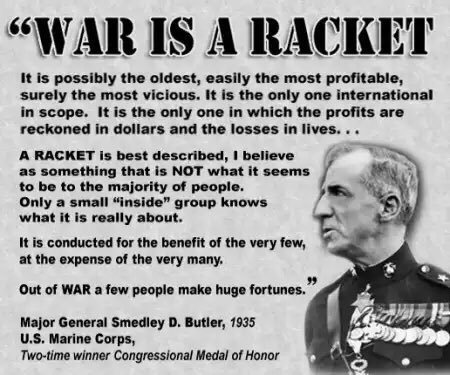 “WAR IS A RACKET
It is possibly the oldest, easily the most profitable,
surely the most vicious. It is the only one international
in scope.  It is the only one in which the profits are
reckoned in dollars and the losses in lives. . .
A RACKET is best described, I believe
as something that is NOT what it seems
to be to the majority of people.
Only a small “inside” group knows
what it is really about.
It is conducted for the benefit of the very few,
at the expense of the very many.
Out of WAR a few people make huge fortunes.”
Major General Smedley D. Butler, 1935
U.S. Marine Corps,
Two-time winner Congressional Medal of Honor